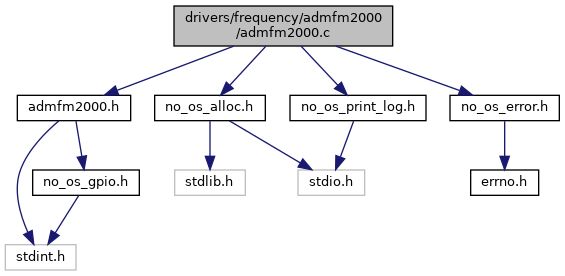 drivers/frequency/admfm2000
/admfm2000.c
admfm2000.h
no_os_alloc.h
no_os_print_log.h
no_os_error.h
no_os_gpio.h
stdlib.h
stdio.h
errno.h
stdint.h